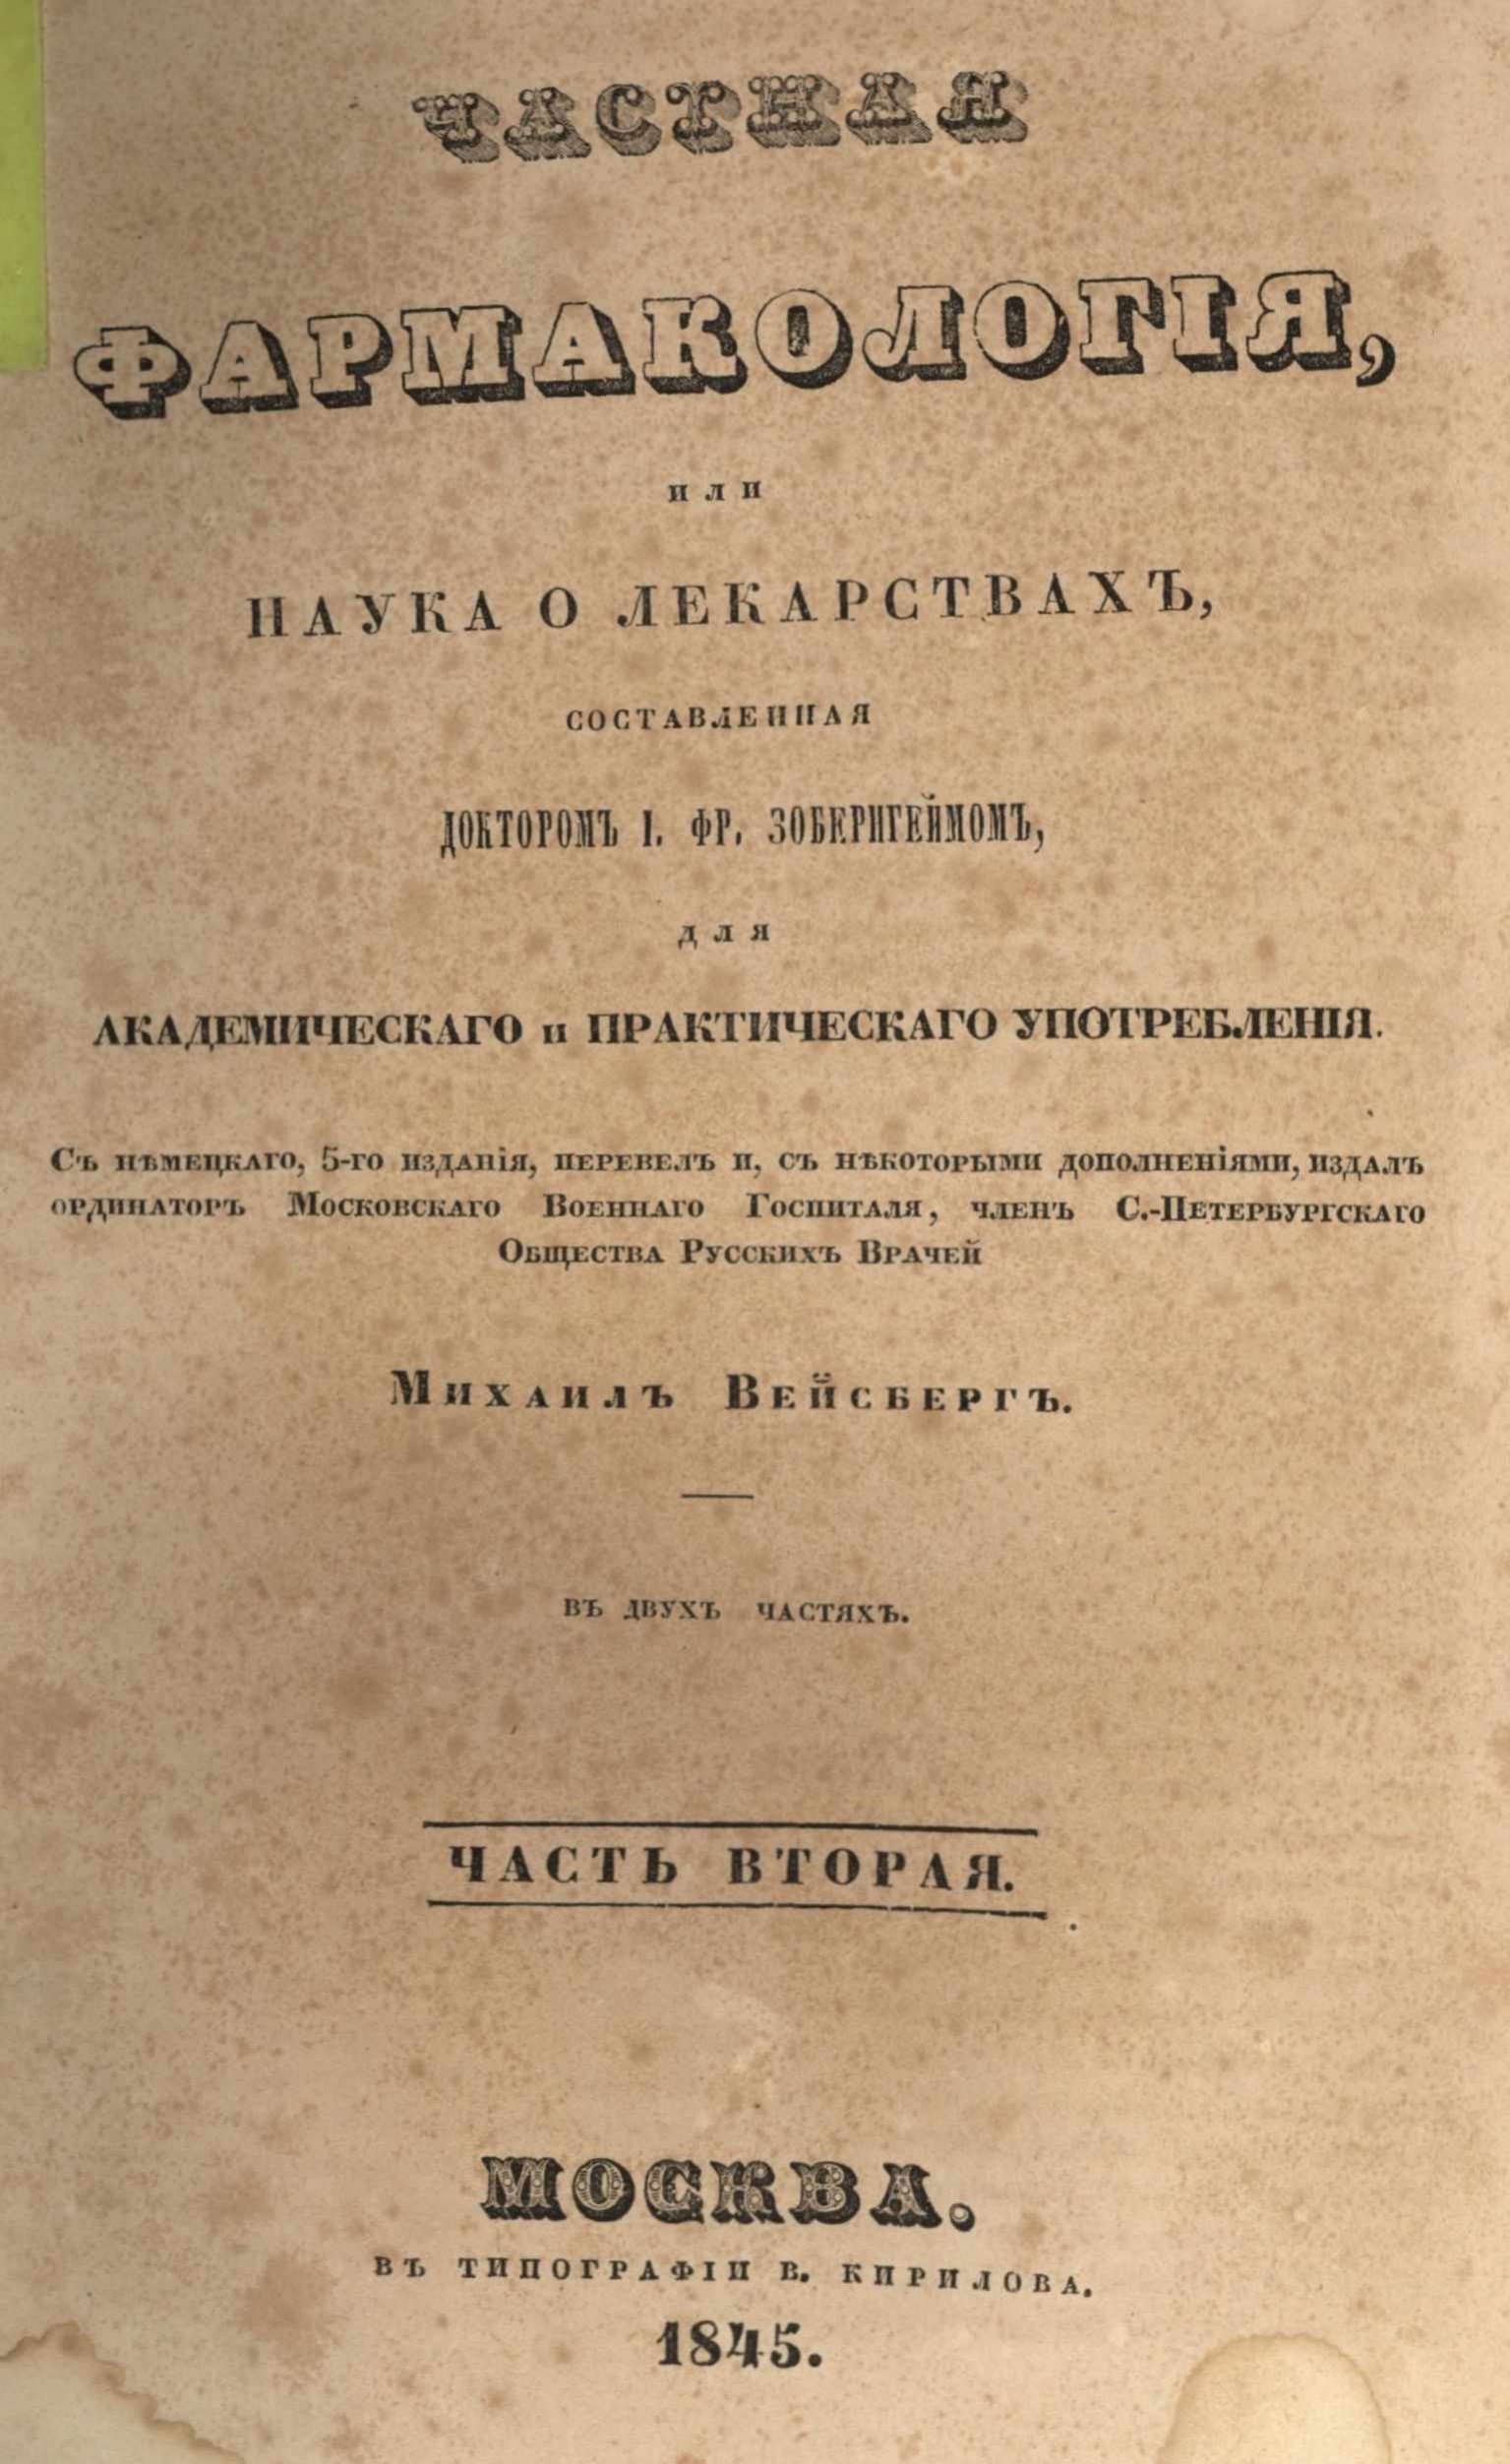 ЧАСТНАЯ
ФАРМАКОЛОГІЯ,
или
НАУКА О ЛЕКАРСТВАХЪ,
СОСТАВЛЕННАЯ
ДОКТОРОМЪ І. ФР. ЗОБЕРНГЕЙМОМЪ,
для
АКАДЕМИЧЕСКАГО и ПРАКТИЧЕСКАГО УПОТРЕБЛЕНІЯ.
Съ нѣмецкаго, 5-го изданія, перевелъ и, съ нѣкоторыми дополненіями, издалъ
ординаторъ Московскаго Военнаго Госпиталя, членъ С.-Петербургскаго
Общества Русскихъ Врачей
Михаилъ Вейсбергъ.
ВЪ ДВУХЪ ЧАСТЯХЪ.
ЧАСТЬ ВТОРАЯ.
МОСКВА.
ВЪ ТИПОГРАФІИ В. КИРИЛОВА.
1845.